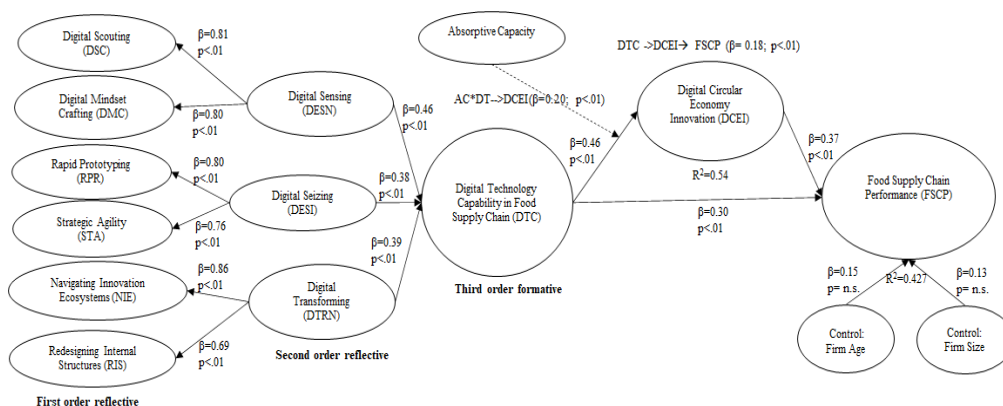 Digital Scouting
(DSC)
β=0.81
p<.01
Digital Mindset
Crafting (DMC)
β=0.80
p<.01
Rapid Prototyping
(RPR)
β=0.80
p<.01
Strategic Agility
(STA)
β=0.76
p<.01
Navigating Innovation
Ecosystems (NIE)
β=0.86
p<.01
Redesigning Internal
Structures (RIS)
β=0.69
p<.01
First order reflective
Digital Sensing
(DESN)
β=0.46
p<.01
Digital Seizing
(DESI)
β=0.38
p<.01
Digital
Transforming
(DTRN)
β=0.39
p<.01
Second order reflective
Absorptive Capacity
AC*DT-->DCEI(β=0.20; p<.01)
Digital Technology
Capability in Food
Supply Chain (DTC)
Third order formative
DTC ->DCEI→ FSCP (β= 0.18; p<.01)
Digital Circular
Economy
Innovation (DCEI)
β=0.46
p<.01
R²=0.54
β=0.37
p<.01
β=0.30
p<.01
Food Supply Chain
Performance (FSCP)
R²=0.427
β=0.15
p= n.s.
β=0.13
p= n.s.
Control:
Firm Age
Control:
Firm Size